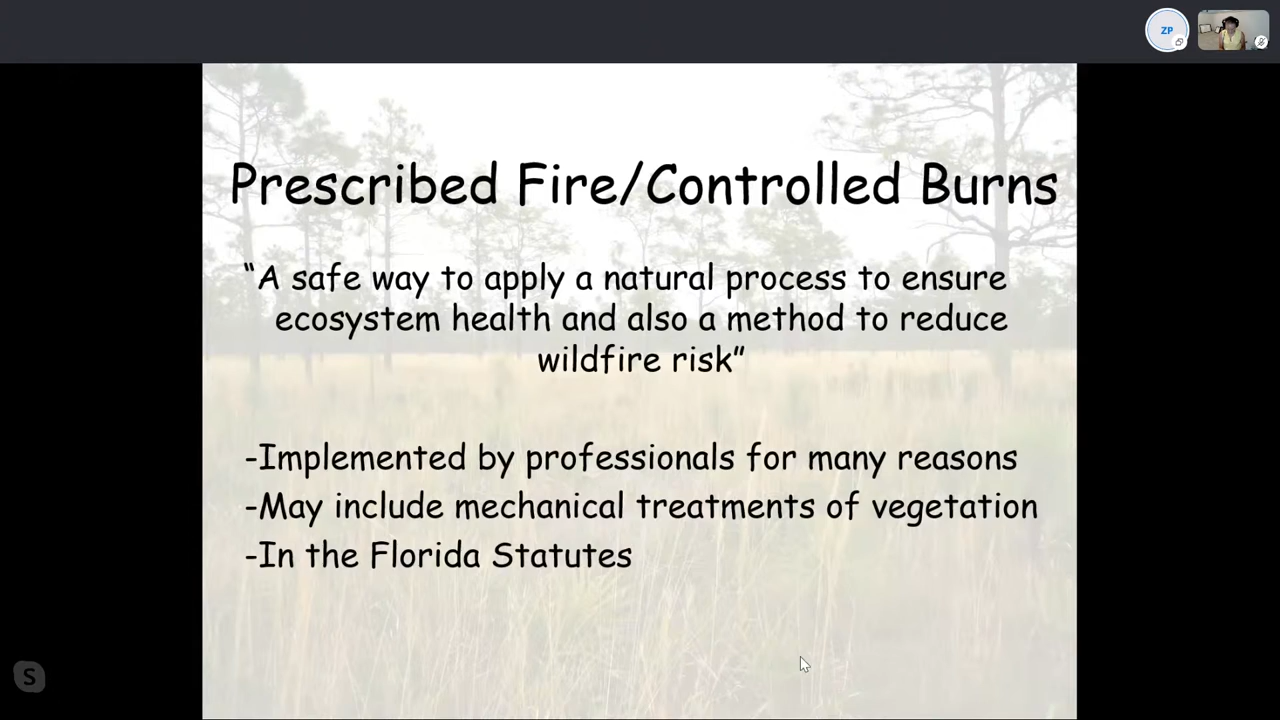 ZP
Prescribed Fire/Controlled Burns
“A safe way to apply a natural process to ensure
ecosystem health and also a method to reduce
wildfire risk”
-Implemented by professionals for many reasons
-May include mechanical treatments of vegetation
-In the Florida Statutes
S